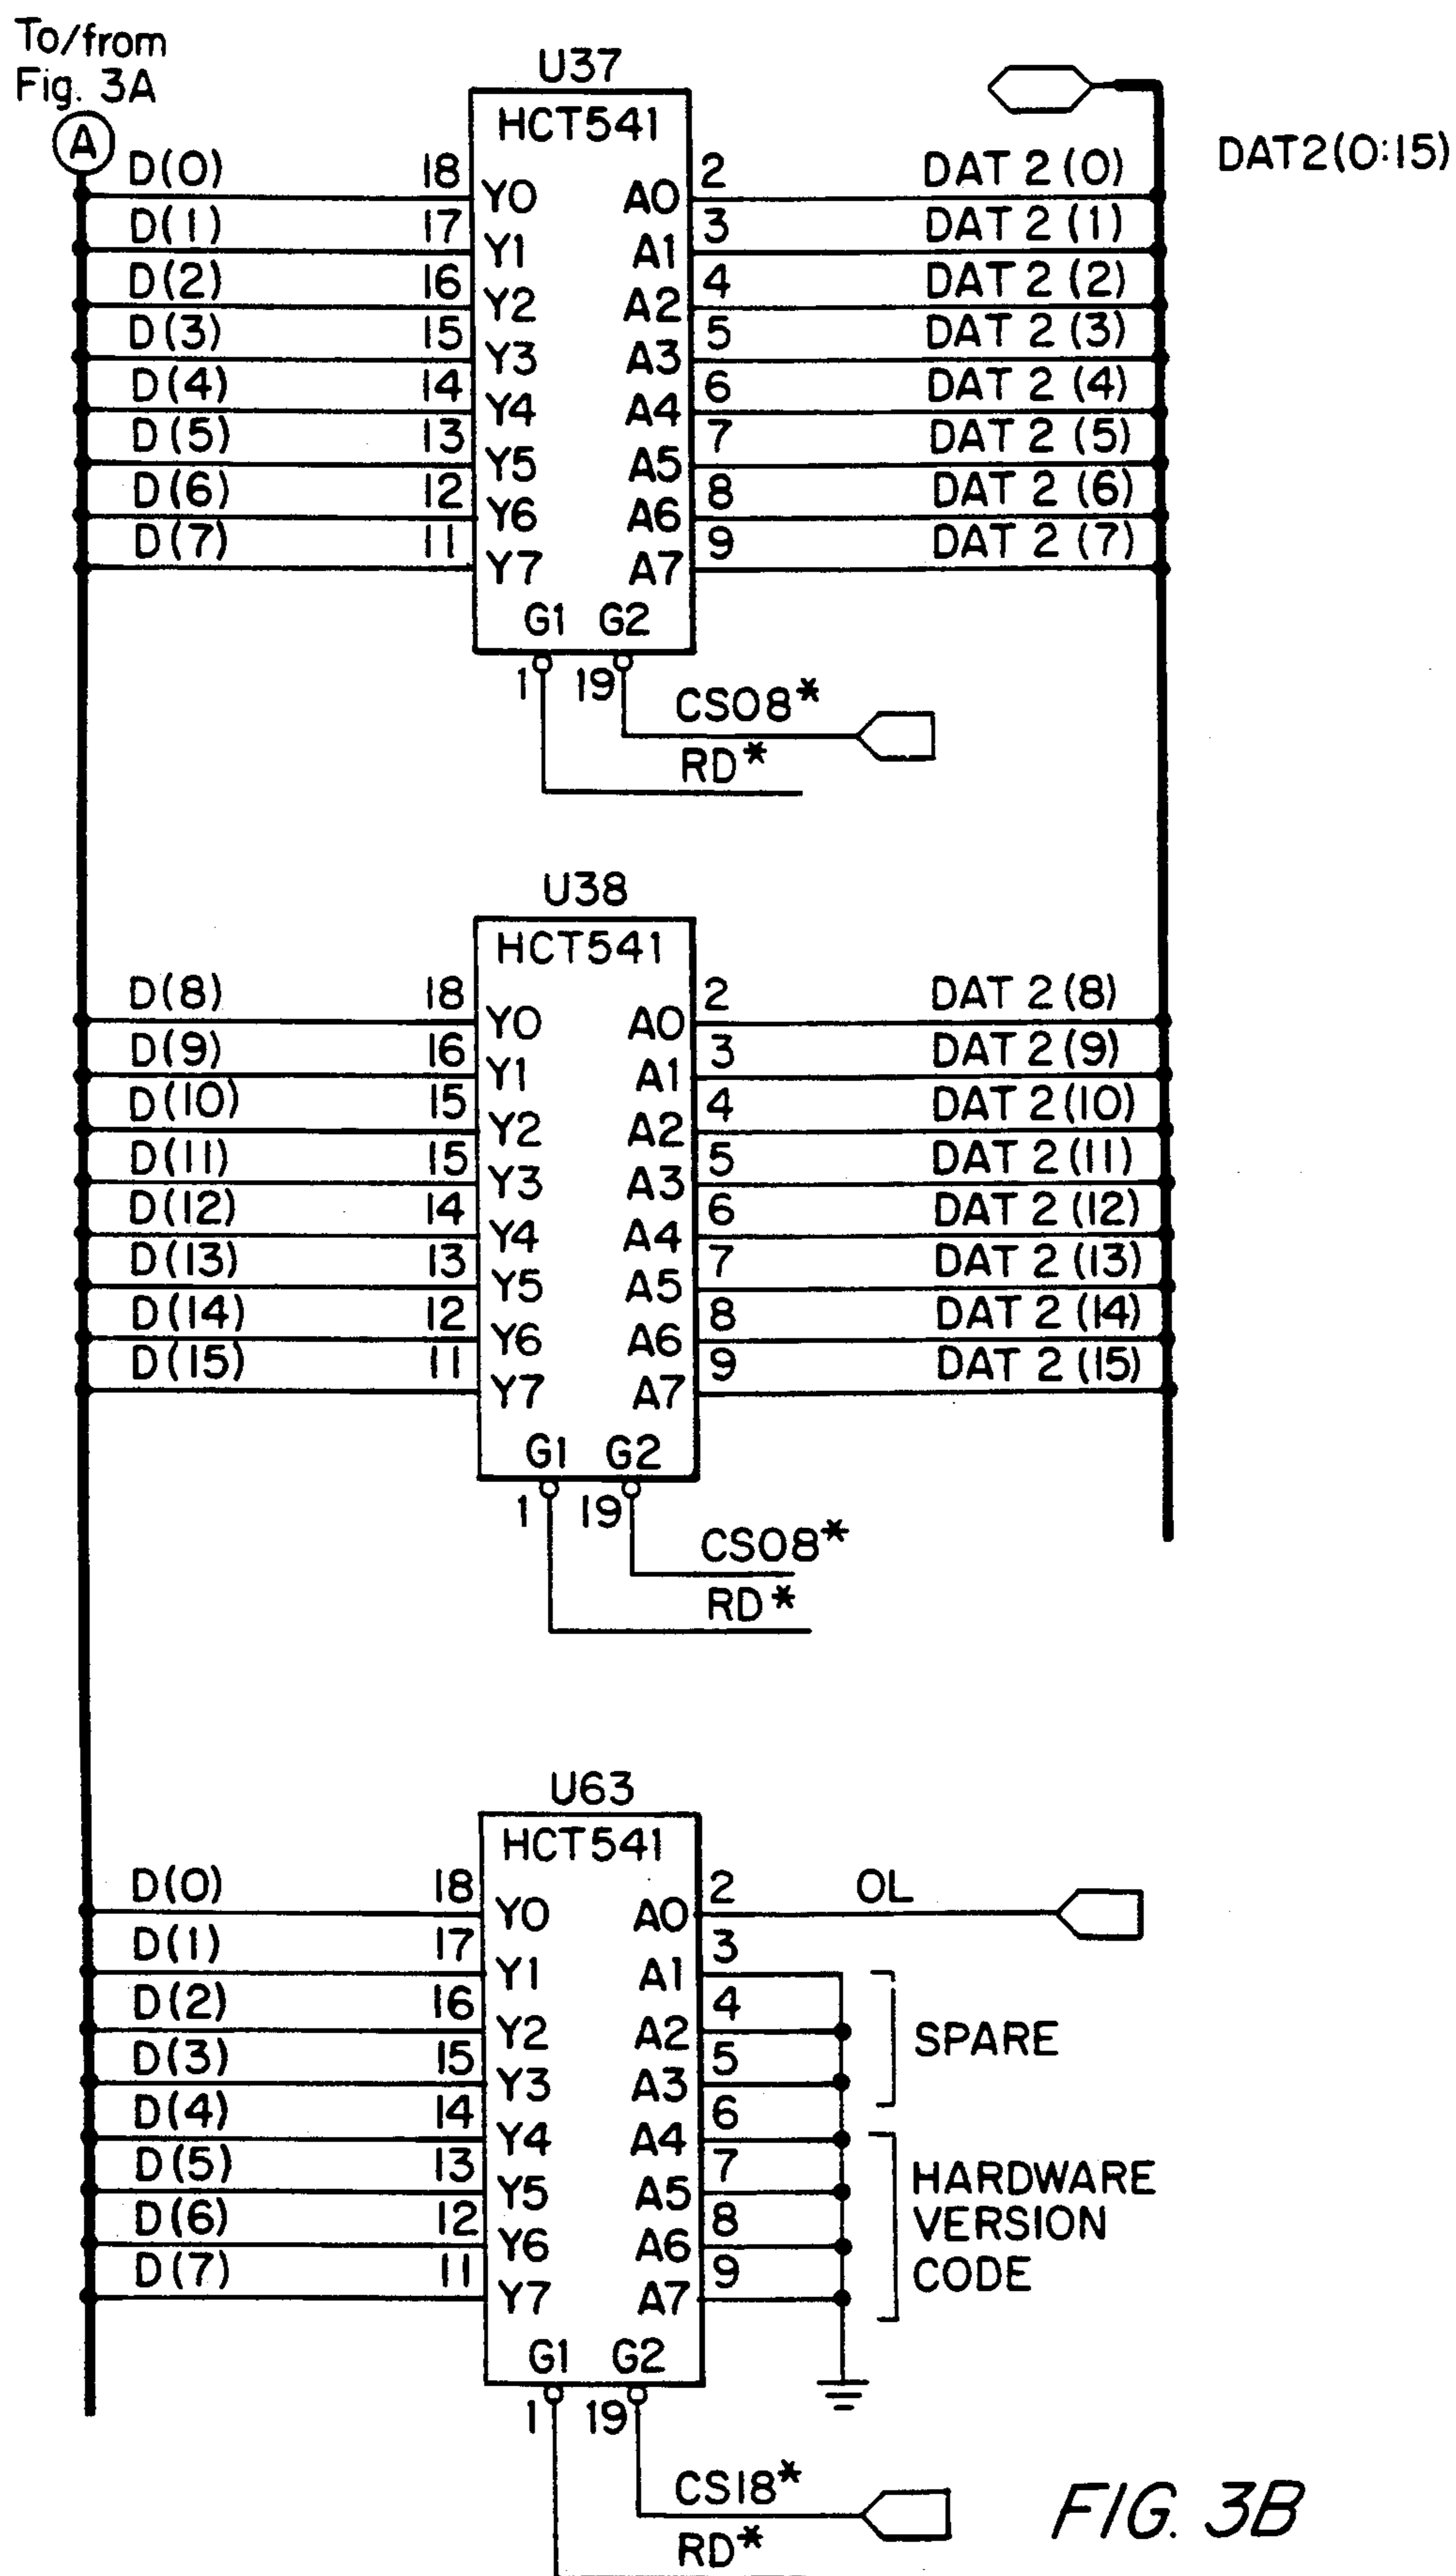 To/from
Fig. 3A
A
DAT2(0:15)
U37
HCT541
D(0) 18 Y0 A0 2 DAT 2 (0)
D(1) 17 Y1 A1 3 DAT 2 (1)
D(2) 16 Y2 A2 4 DAT 2 (2)
D(3) 15 Y3 A3 5 DAT 2 (3)
D(4) 14 Y4 A4 6 DAT 2 (4)
D(5) 13 Y5 A5 7 DAT 2 (5)
D(6) 12 Y6 A6 8 DAT 2 (6)
D(7) 11 Y7 A7 9 DAT 2 (7)
G1 G2
1 19
CS08*
RD*
U38
HCT541
D(8) 18 Y0 A0 2 DAT 2 (8)
D(9) 16 Y1 A1 3 DAT 2 (9)
D(10) 15 Y2 A2 4 DAT 2 (10)
D(11) 15 Y3 A3 5 DAT 2 (11)
D(12) 14 Y4 A4 6 DAT 2 (12)
D(13) 13 Y5 A5 7 DAT 2 (13)
D(14) 12 Y6 A6 8 DAT 2 (14)
D(15) 11 Y7 A7 9 DAT 2 (15)
G1 G2
1 19
CS08*
RD*
U63
HCT541
D(0) 18 Y0 A0 2 OL
D(1) 17 Y1 A1 3
D(2) 16 Y2 A2 4
SPARE
D(3) 15 Y3 A3 5
D(4) 14 Y4 A4 6
D(5) 13 Y5 A5 7
D(6) 12 Y6 A6 8
D(7) 11 Y7 A7 9
HARDWARE
VERSION
CODE
G1 G2
1 19
CS18*
RD*
FIG. 3B